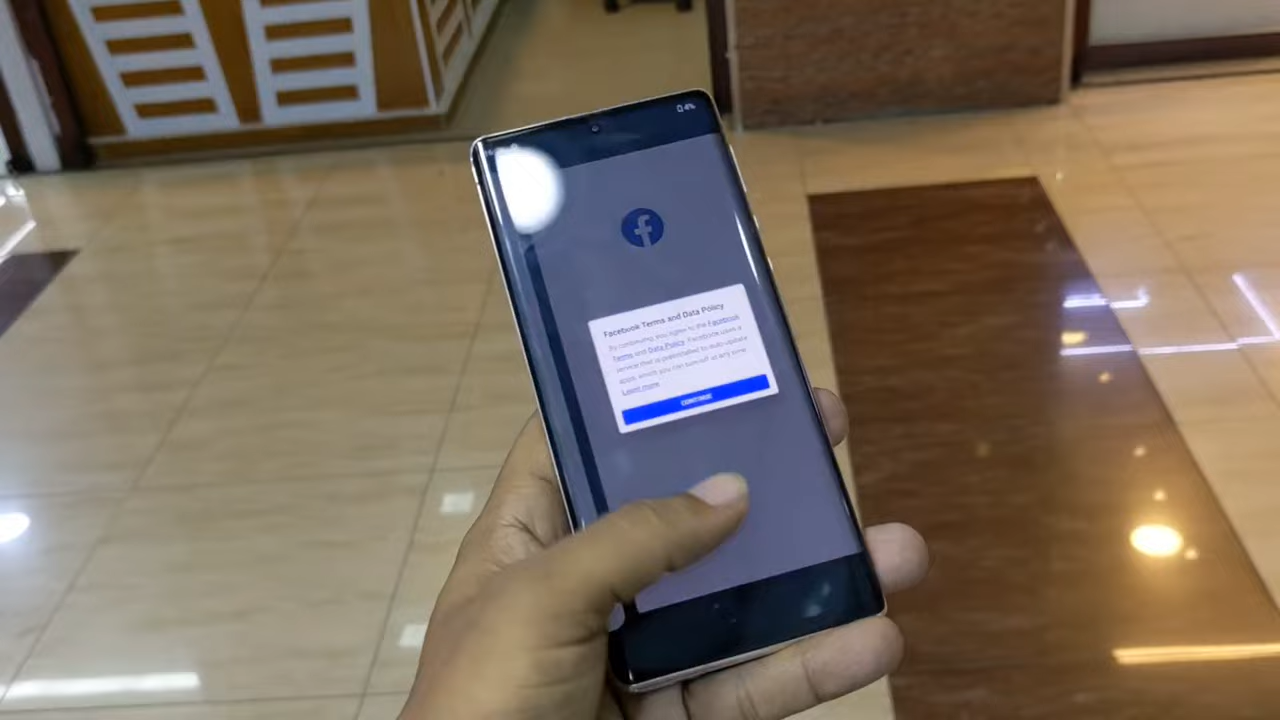 4%
Facebook Terms and Data Policy
By continuing, you agree to the Facebook
Terms and Data Policy. Facebook uses a
service that is preinstalled to auto-update
apps, which you can turn off at any time.
Learn more
CONTINUE